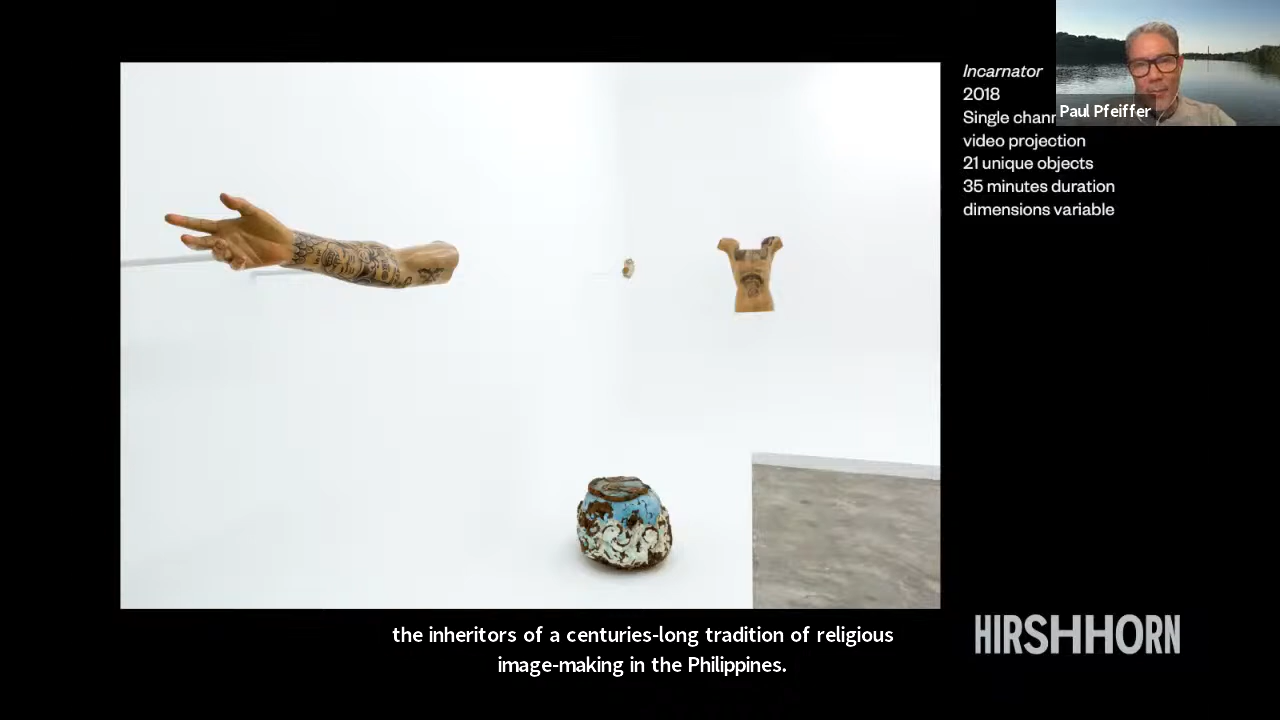 Incarnator
2018
Single chann
video projection
21 unique objects
35 minutes duration
dimensions variable
Paul Pfeiffer
the inheritors of a centuries-long tradition of religious
image-making in the Philippines.
HIRSHHORN